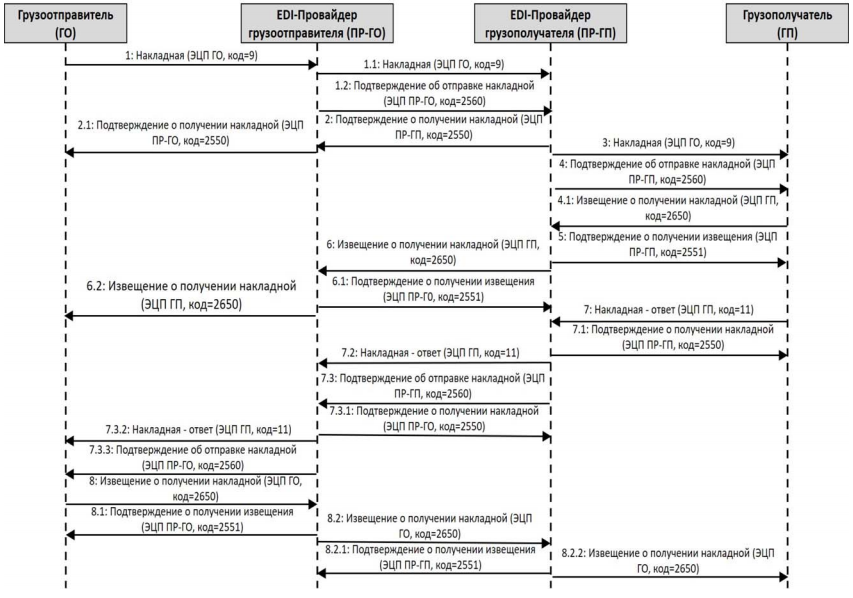 Грузоотправитель
(ГО)
EDI-Провайдер
грузоотправителя (ПР-ГО)
EDI-Провайдер
грузополучателя (ПР-ГП)
Грузополучатель
(ГП)
1: Накладная (ЭЦП ГО, код=9)
1.1: Накладная (ЭЦП ГО, код=9)
1.2: Подтверждение об отправке накладной
(ЭЦП ПР-ГО, код=2560)
2: Подтверждение о получении накладной (ЭЦП
ПР-ГП, код=2550)
2.1: Подтверждение о получении накладной (ЭЦП
ПР-ГО, код=2550)
3: Накладная (ЭЦП ГО, код=9)
4: Подтверждение об отправке накладной (ЭЦП
ПР-ГП, код=2560)
4.1: Извещение о получении накладной (ЭЦП ГП,
код=2650)
5: Подтверждение о получении извещения (ЭЦП
ПР-ГП, код=2551)
6: Извещение о получении накладной (ЭЦП ГП,
код=2650)
6.1: Подтверждение о получении извещения
(ЭЦП ПР-ГО, код=2551)
6.2: Извещение о получении накладной
(ЭЦП ГП, код=2650)
7: Накладная - ответ (ЭЦП ГП, код=11)
7.1: Подтверждение о получении накладной
(ЭЦП ПР-ГП, код=2550)
7.2: Накладная - ответ (ЭЦП ГП, код=11)
7.3: Подтверждение об отправке накладной (ЭЦП
ПР-ГП, код=2560)
7.3.1: Подтверждение о получении накладной
(ЭЦП ПР-ГО, код=2550)
7.3.2: Накладная - ответ (ЭЦП ГП, код=11)
7.3.3: Подтверждение об отправке накладной
(ЭЦП ПР-ГО, код=2560)
8: Извещение о получении накладной (ЭЦП ГО,
код=2650)
8.1: Подтверждение о получении извещения
(ЭЦП ПР-ГО, код=2551)
8.2: Извещение о получении накладной (ЭЦП
ГО, код=2650)
8.2.1: Подтверждение о получении извещения
(ЭЦП ПР-ГП, код=2551)
8.2.2: Извещение о получении накладной (ЭЦП
ГО, код=2650)